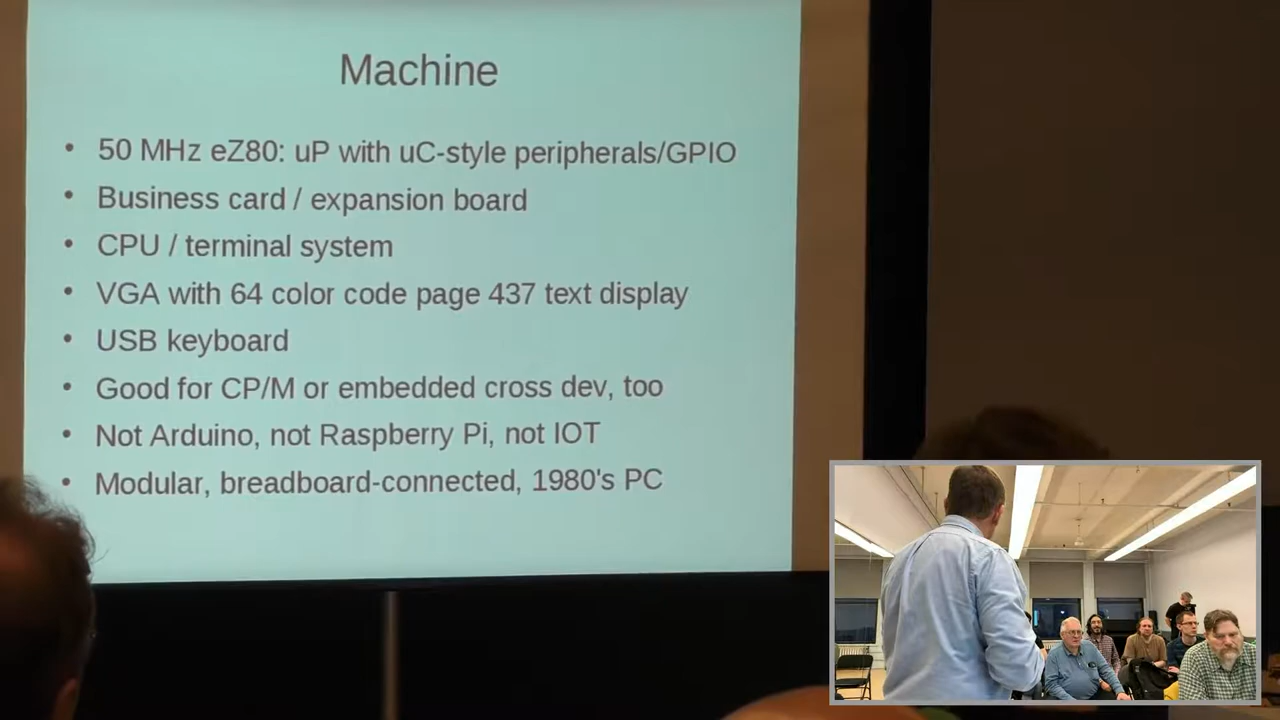 Machine
• 50 MHz eZ80: uP with uC-style peripherals/GPIO
• Business card / expansion board
• CPU / terminal system
• VGA with 64 color code page 437 text display
• USB keyboard
• Good for CP/M or embedded cross dev, too
• Not Arduino, not Raspberry Pi, not IOT
• Modular, breadboard-connected, 1980's PC